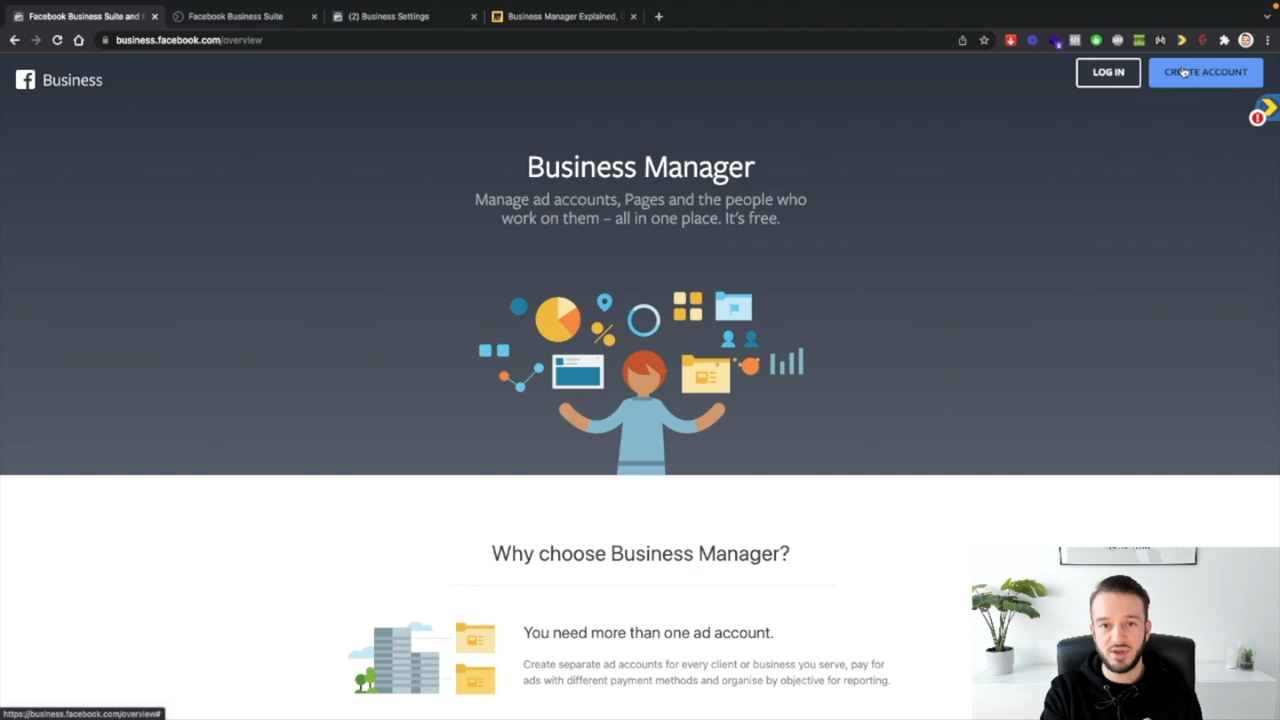 Facebook Business Suite and
Facebook Business Suite
(2) Business Settings
Business Manager Explained,
business.facebook.com/overview
Business
LOG IN
CREATE ACCOUNT
Business Manager
Manage ad accounts, Pages and the people who
work on them – all in one place. It's free.
Why choose Business Manager?
You need more than one ad account.
Create separate ad accounts for every client or business you serve, pay for
ads with different payment methods and organise by objective for reporting.
https://business.facebook.com/overview#